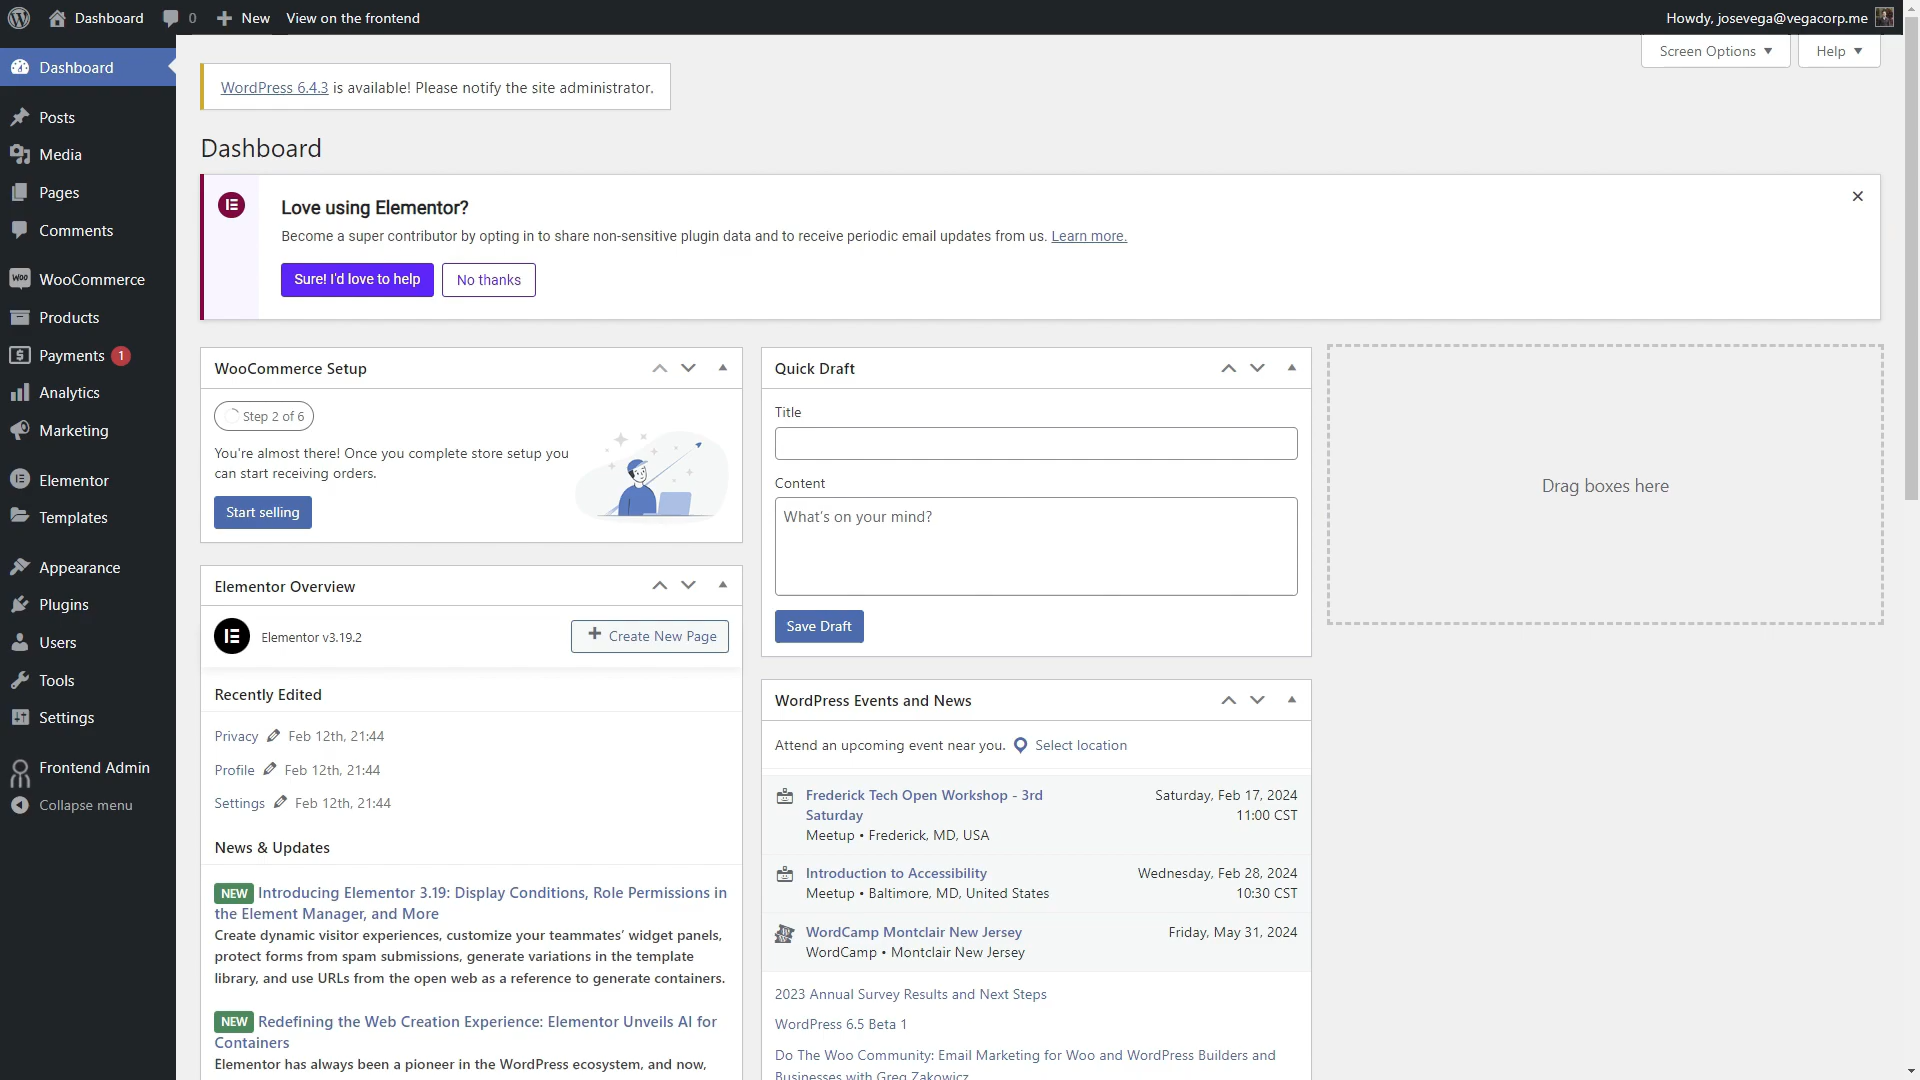 Dashboard
0
New
View on the frontend
Howdy, josevega@vegacorp.me
Dashboard
Posts
Media
Pages
Comments
WooCommerce
Products
Payments 1
Analytics
Marketing
Elementor
Templates
Appearance
Plugins
Users
Tools
Settings
Frontend Admin
Collapse menu
Screen Options
Help
WordPress 6.4.3 is available! Please notify the site administrator.
Dashboard
Love using Elementor?
Become a super contributor by opting in to share non-sensitive plugin data and to receive periodic email updates from us. Learn more.
Sure! I'd love to help
No thanks
WooCommerce Setup
Step 2 of 6
You're almost there! Once you complete store setup you
can start receiving orders.
Start selling
Elementor Overview
Elementor v3.19.2
Create New Page
Recently Edited
Privacy Feb 12th, 21:44
Profile Feb 12th, 21:44
Settings Feb 12th, 21:44
News & Updates
NEW Introducing Elementor 3.19: Display Conditions, Role Permissions in
the Element Manager, and More
Create dynamic visitor experiences, customize your teammates’ widget panels,
protect forms from spam submissions, generate variations in the template
library, and use URLs from the open web as a reference to generate containers.
NEW Redefining the Web Creation Experience: Elementor Unveils AI for
Containers
Elementor has always been a pioneer in the WordPress ecosystem, and now,
Quick Draft
Title
Content
What's on your mind?
Save Draft
WordPress Events and News
Attend an upcoming event near you. Select location
Frederick Tech Open Workshop - 3rd
Saturday
Meetup • Frederick, MD, USA
Saturday, Feb 17, 2024
11:00 CST
Introduction to Accessibility
Meetup • Baltimore, MD, United States
Wednesday, Feb 28, 2024
10:30 CST
WordCamp Montclair New Jersey
WordCamp • Montclair New Jersey
Friday, May 31, 2024
2023 Annual Survey Results and Next Steps
WordPress 6.5 Beta 1
Do The Woo Community: Email Marketing for Woo and WordPress Builders and
Businesses with Greg Zakowicz
Drag boxes here